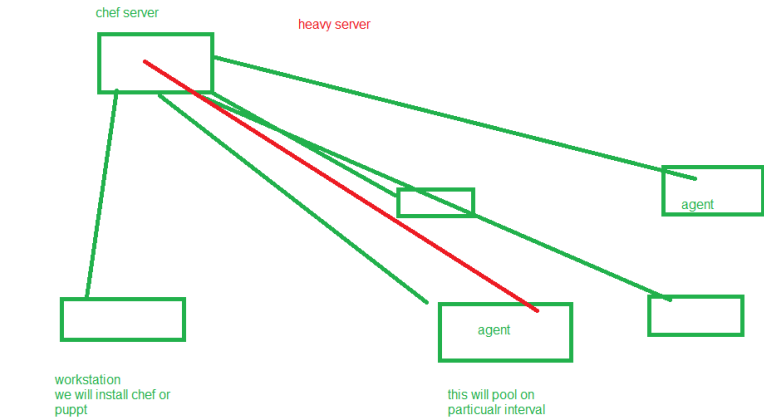 chef server
heavy server
agent
agent
workstation
we will install chef or
puppt
this will pool on
particualr interval